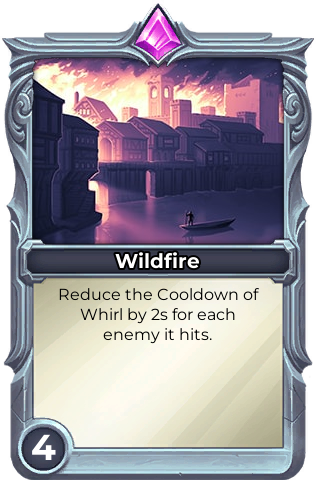 Wildfire
Reduce the Cooldown of
Whirl by 2s for each
enemy it hits.
4